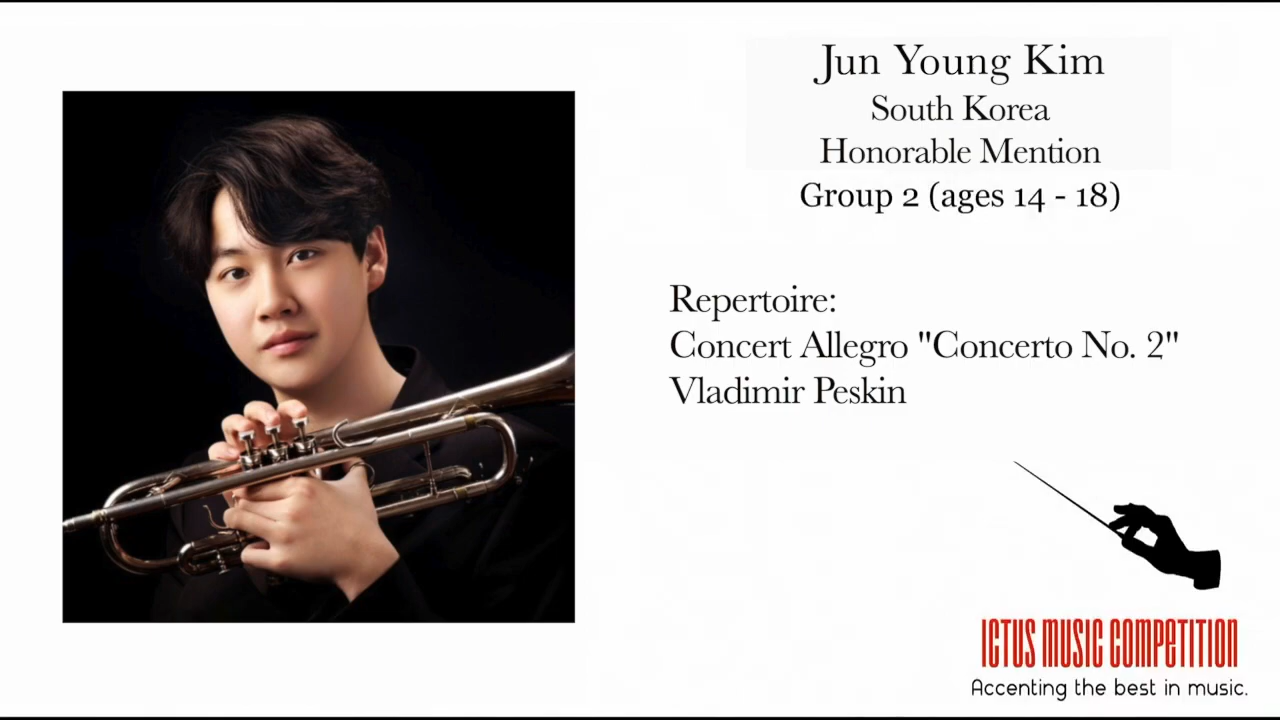 Jun Young Kim
South Korea
Honorable Mention
Group 2 (ages 14 - 18)
Repertoire:
Concert Allegro "Concerto No. 2"
Vladimir Peskin
ICTUS MUSIC COMPETITION
Accenting the best in music.